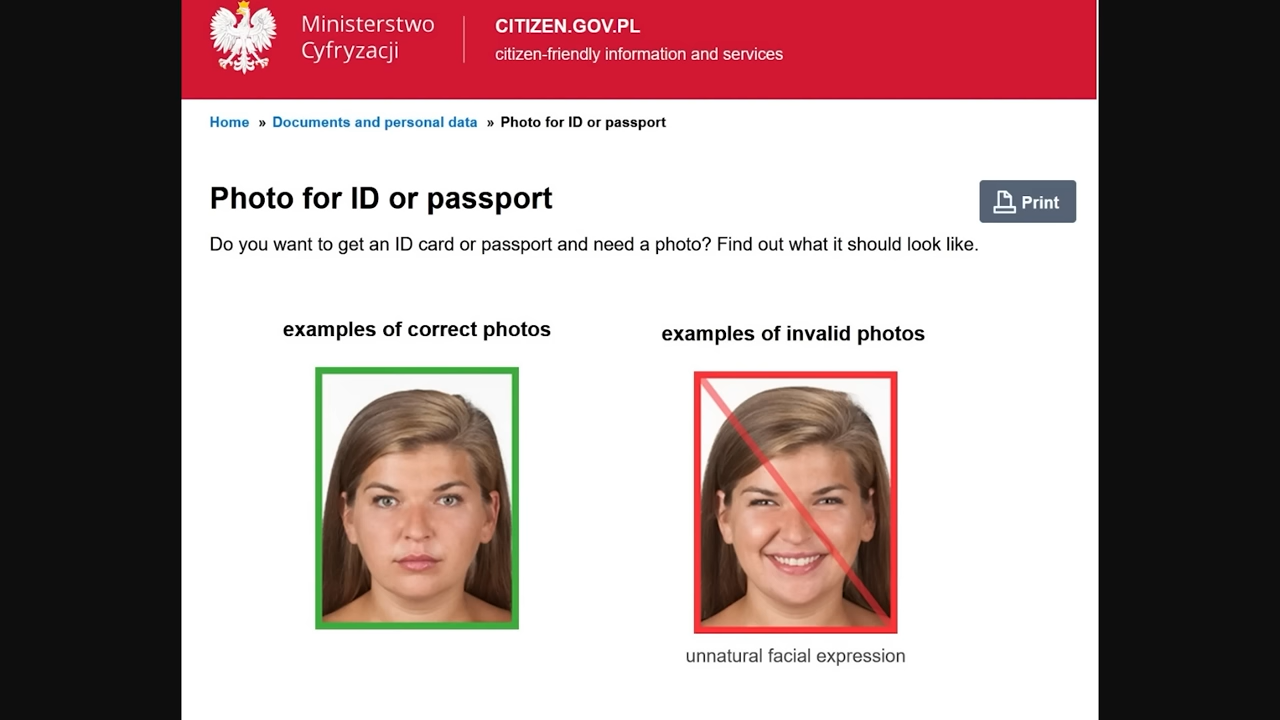 Ministerstwo
Cyfryzacji
CITIZEN.GOV.PL
citizen-friendly information and services
Home » Documents and personal data » Photo for ID or passport
Photo for ID or passport
Print
Do you want to get an ID card or passport and need a photo? Find out what it should look like.
examples of correct photos
examples of invalid photos
unnatural facial expression